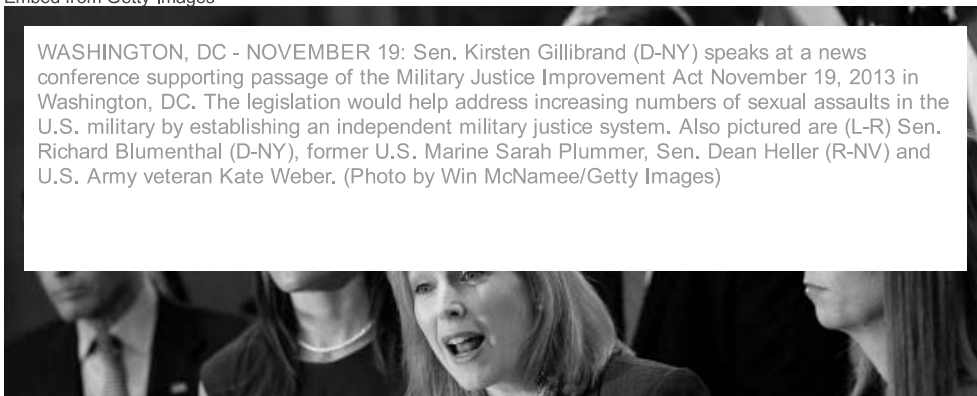 Embed from Getty Images
WASHINGTON, DC - NOVEMBER 19: Sen. Kirsten Gillibrand (D-NY) speaks at a news
conference supporting passage of the Military Justice Improvement Act November 19, 2013 in
Washington, DC. The legislation would help address increasing numbers of sexual assaults in the
U.S. military by establishing an independent military justice system. Also pictured are (L-R) Sen.
Richard Blumenthal (D-NY), former U.S. Marine Sarah Plummer, Sen. Dean Heller (R-NV) and
U.S. Army veteran Kate Weber. (Photo by Win McNamee/Getty Images)